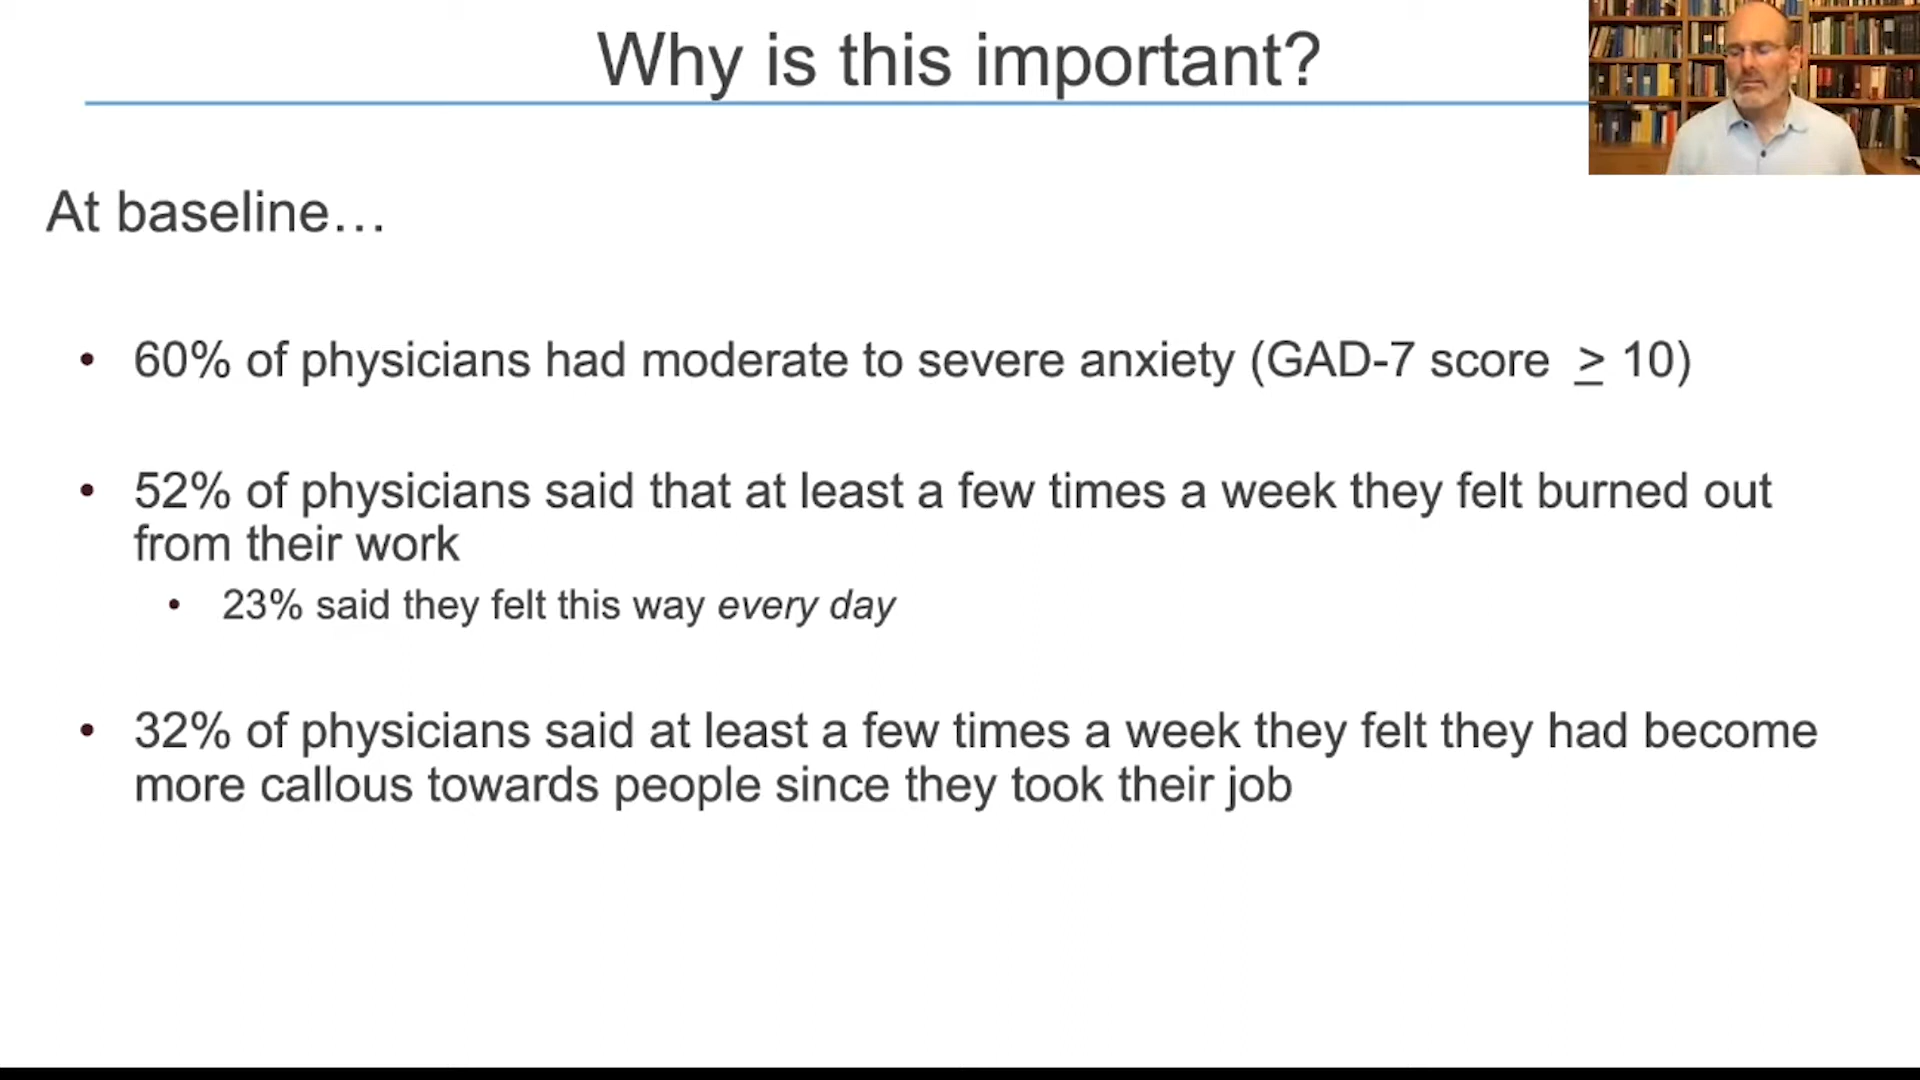 Why is this important?
At baseline…
• 60% of physicians had moderate to severe anxiety (GAD-7 score ≥ 10)
• 52% of physicians said that at least a few times a week they felt burned out
from their work
• 23% said they felt this way every day
• 32% of physicians said at least a few times a week they felt they had become
more callous towards people since they took their job